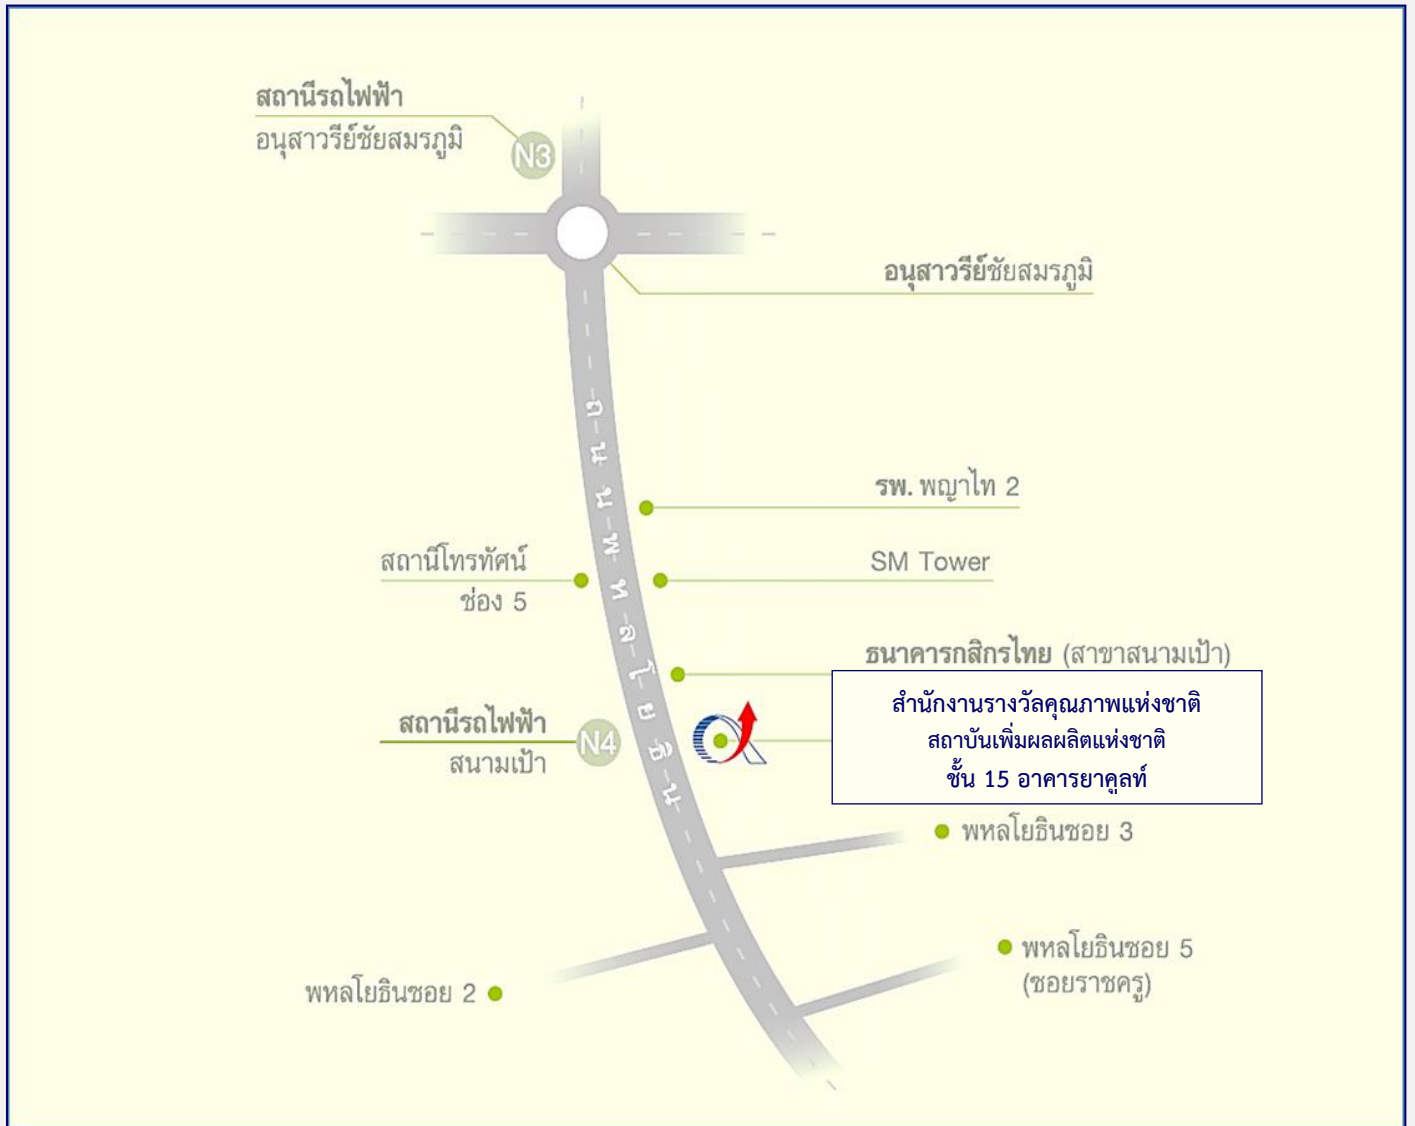 สถานีรถไฟฟ้า
อนุสาวรีย์ชัยสมรภูมิ
N3
อนุสาวรีย์ชัยสมรภูมิ
ถนนพหลโยธิน
รพ. พญาไท 2
สถานีโทรทัศน์
ช่อง 5
SM Tower
ธนาคารกสิกรไทย (สาขาสนามเป้า)
สำนักงานรางวัลคุณภาพแห่งชาติ
สถาบันเพิ่มผลผลิตแห่งชาติ
ชั้น 15 อาคารยาคูลท์
สถานีรถไฟฟ้า
สนามเป้า
N4
พหลโยธินซอย 3
พหลโยธินซอย 5
(ซอยราชครู)
พหลโยธินซอย 2